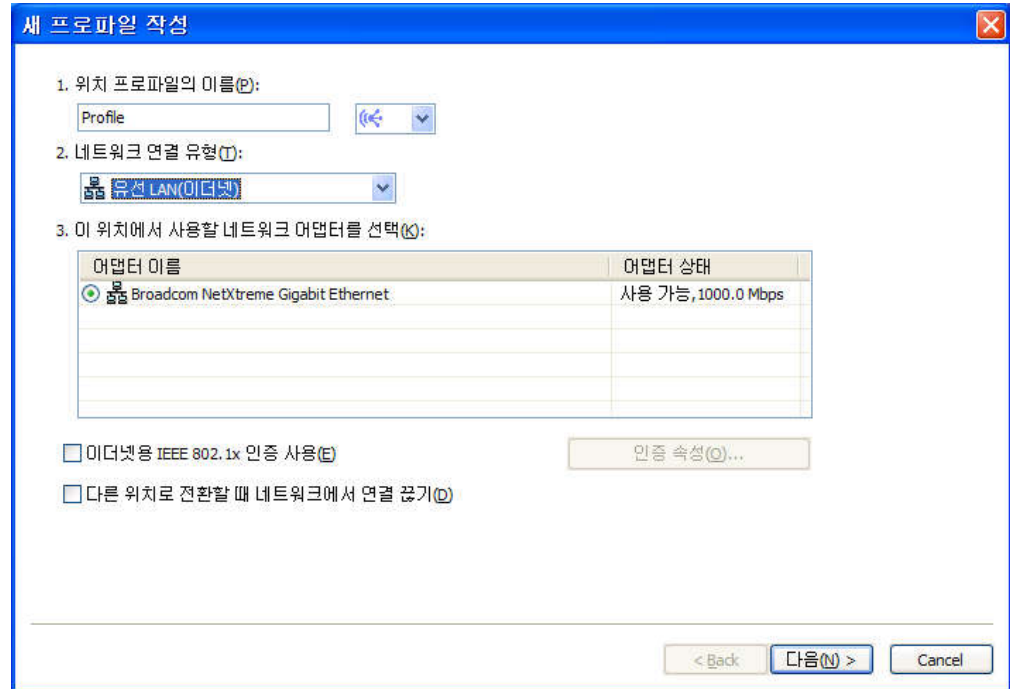 새 프로파일 작성
1. 위치 프로파일의 이름(P):
Profile
2. 네트워크 연결 유형(T):
유선 LAN(이더넷)
3. 이 위치에서 사용할 네트워크 어댑터를 선택(K):
어댑터 이름 어댑터 상태
Broadcom NetXtreme Gigabit Ethernet 사용 가능,1000.0 Mbps
이더넷용 IEEE 802.1x 인증 사용(E) 인증 속성(O)...
다른 위치로 전환할 때 네트워크에서 연결 끊기(D)
< Back 다음(N) > Cancel